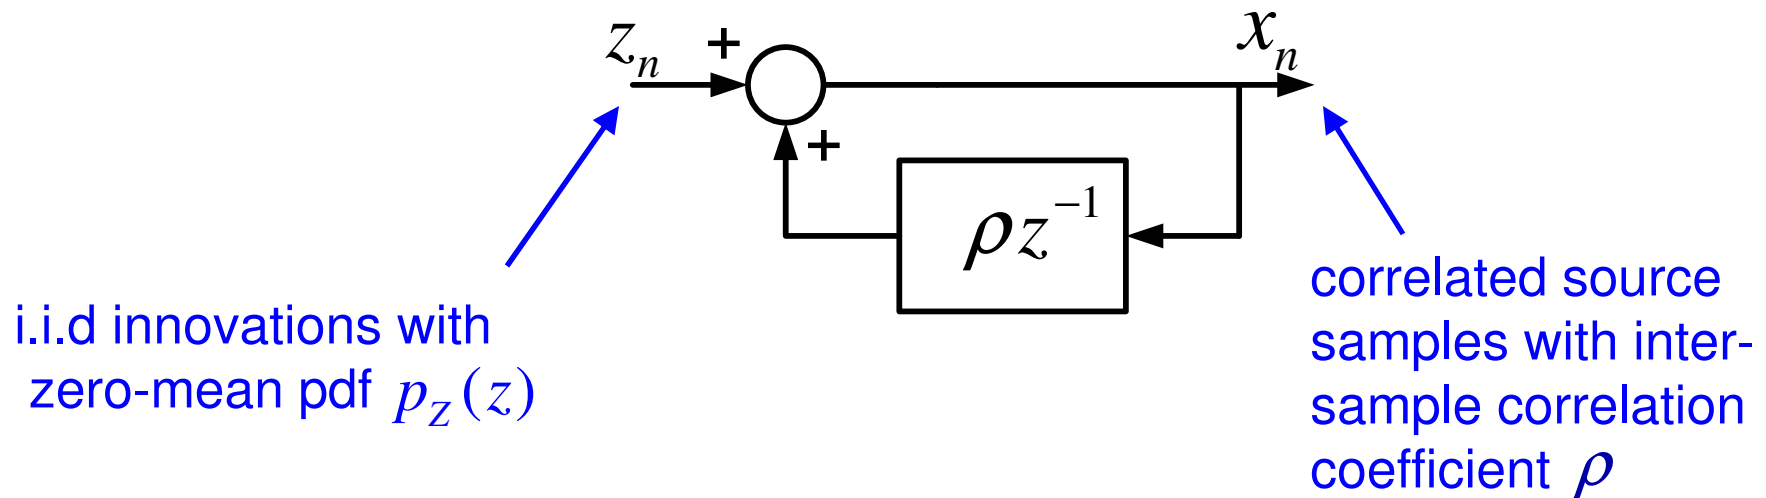 z_n
+
x_n
+
ρz^{-1}
i.i.d innovations with
zero-mean pdf p_Z(z)
correlated source
samples with inter-
sample correlation
coefficient ρ